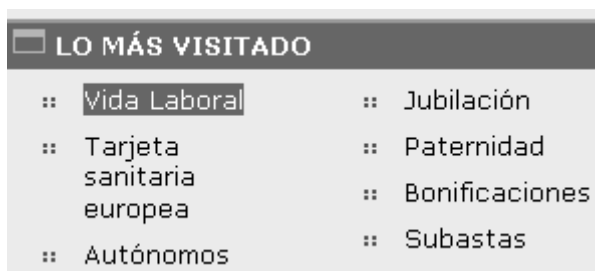 LO MÁS VISITADO
Vida Laboral
Tarjeta
sanitaria
europea
Autónomos
Jubilación
Paternidad
Bonificaciones
Subastas